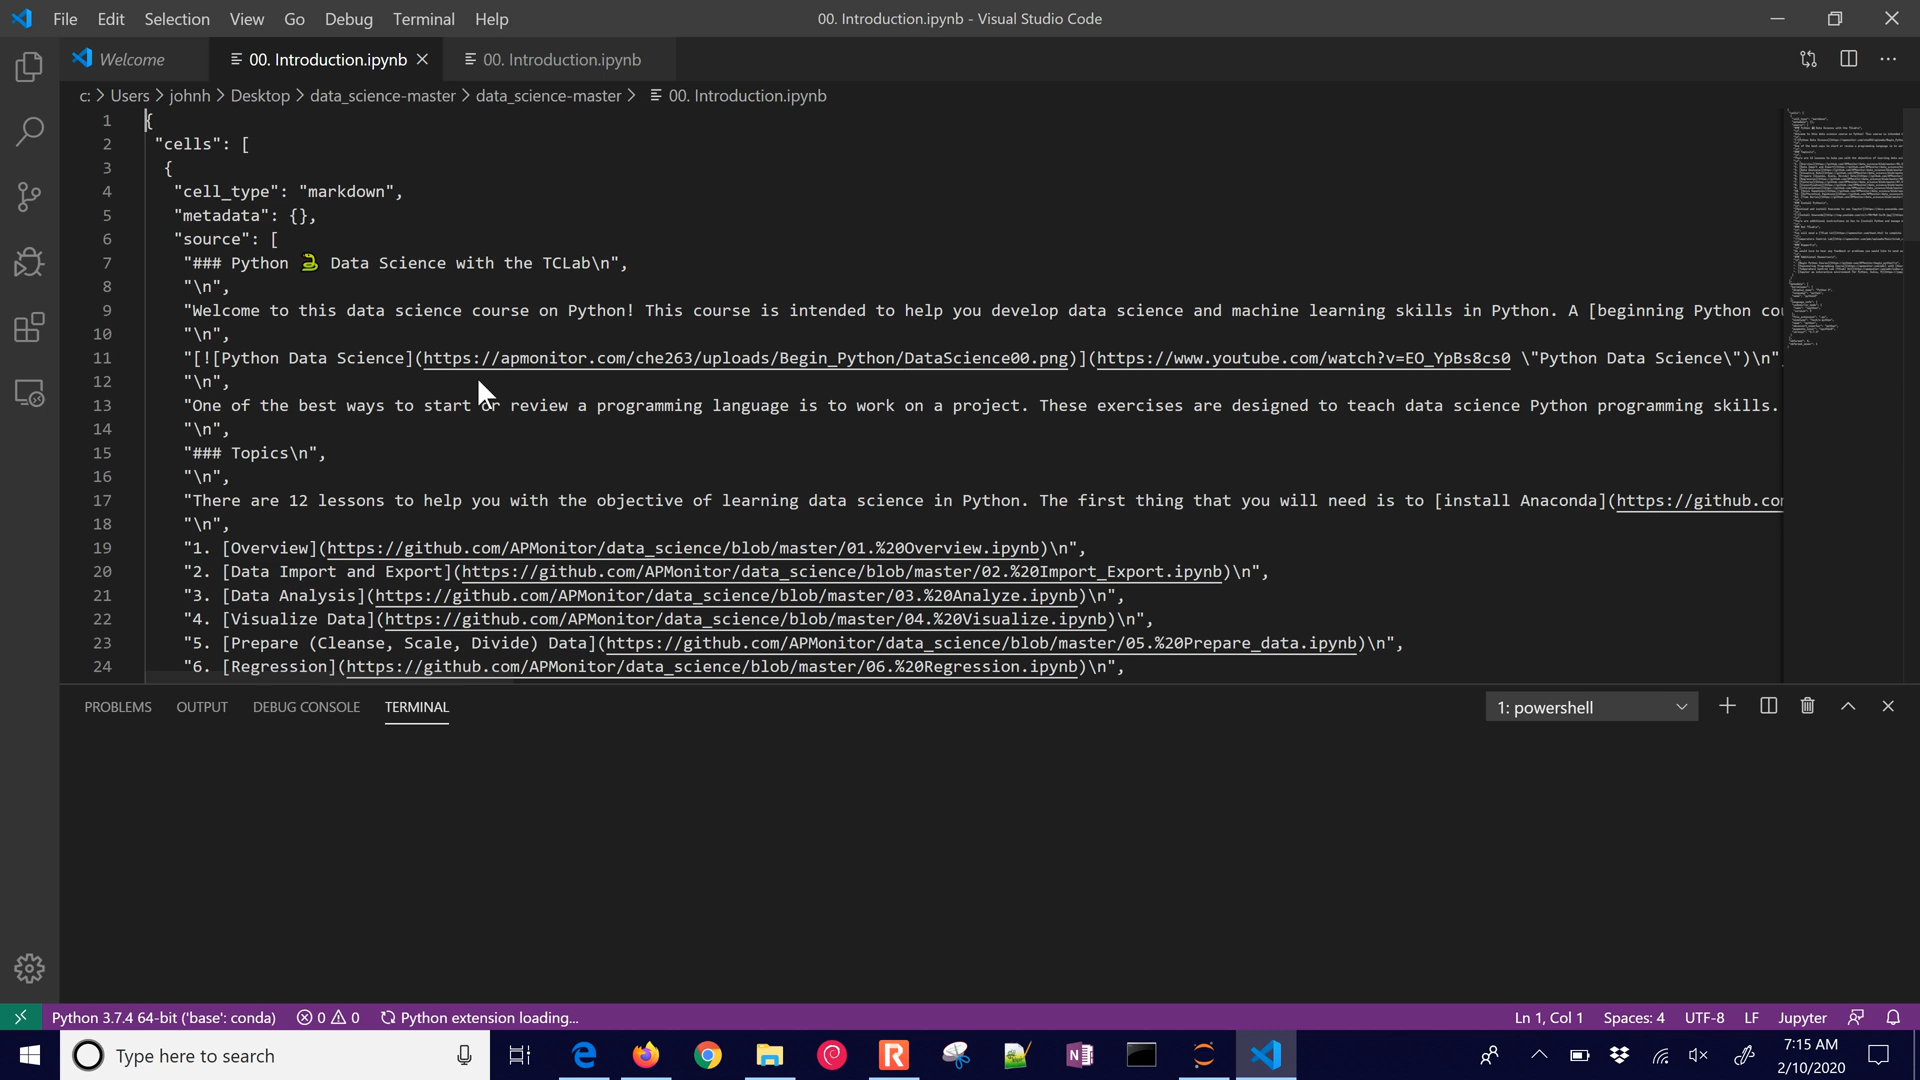 File Edit Selection View Go Debug Terminal Help
00. Introduction.ipynb - Visual Studio Code
Welcome
00. Introduction.ipynb
00. Introduction.ipynb
c: > Users > johnh > Desktop > data_science-master > data_science-master > 00. Introduction.ipynb
1 {
2 "cells": [
3 {
4 "cell_type": "markdown",
5 "metadata": {},
6 "source": [
7 "### Python 🐍 Data Science with the TCLab\n",
8 "\n",
9 "Welcome to this data science course on Python! This course is intended to help you develop data science and machine learning skills in Python. A [beginning Python cou
10 "\n",
11 "[![Python Data Science](https://apmonitor.com/che263/uploads/Begin_Python/DataScience00.png)](https://www.youtube.com/watch?v=EO_YpBs8cs0 \"Python Data Science\")\n"
12 "\n",
13 "One of the best ways to start or review a programming language is to work on a project. These exercises are designed to teach data science Python programming skills.
14 "\n",
15 "### Topics\n",
16 "\n",
17 "There are 12 lessons to help you with the objective of learning data science in Python. The first thing that you will need is to [install Anaconda](https://github.com
18 "\n",
19 "1. [Overview](https://github.com/APMonitor/data_science/blob/master/01.%20Overview.ipynb)\n",
20 "2. [Data Import and Export](https://github.com/APMonitor/data_science/blob/master/02.%20Import_Export.ipynb)\n",
21 "3. [Data Analysis](https://github.com/APMonitor/data_science/blob/master/03.%20Analyze.ipynb)\n",
22 "4. [Visualize Data](https://github.com/APMonitor/data_science/blob/master/04.%20Visualize.ipynb)\n",
23 "5. [Prepare (Cleanse, Scale, Divide) Data](https://github.com/APMonitor/data_science/blob/master/05.%20Prepare_data.ipynb)\n",
24 "6. [Regression](https://github.com/APMonitor/data_science/blob/master/06.%20Regression.ipynb)\n",
PROBLEMS OUTPUT DEBUG CONSOLE TERMINAL
1: powershell
Python 3.7.4 64-bit ('base': conda) 0 0 Python extension loading...
Ln 1, Col 1 Spaces: 4 UTF-8 LF Jupyter
Type here to search
7:15 AM
2/10/2020